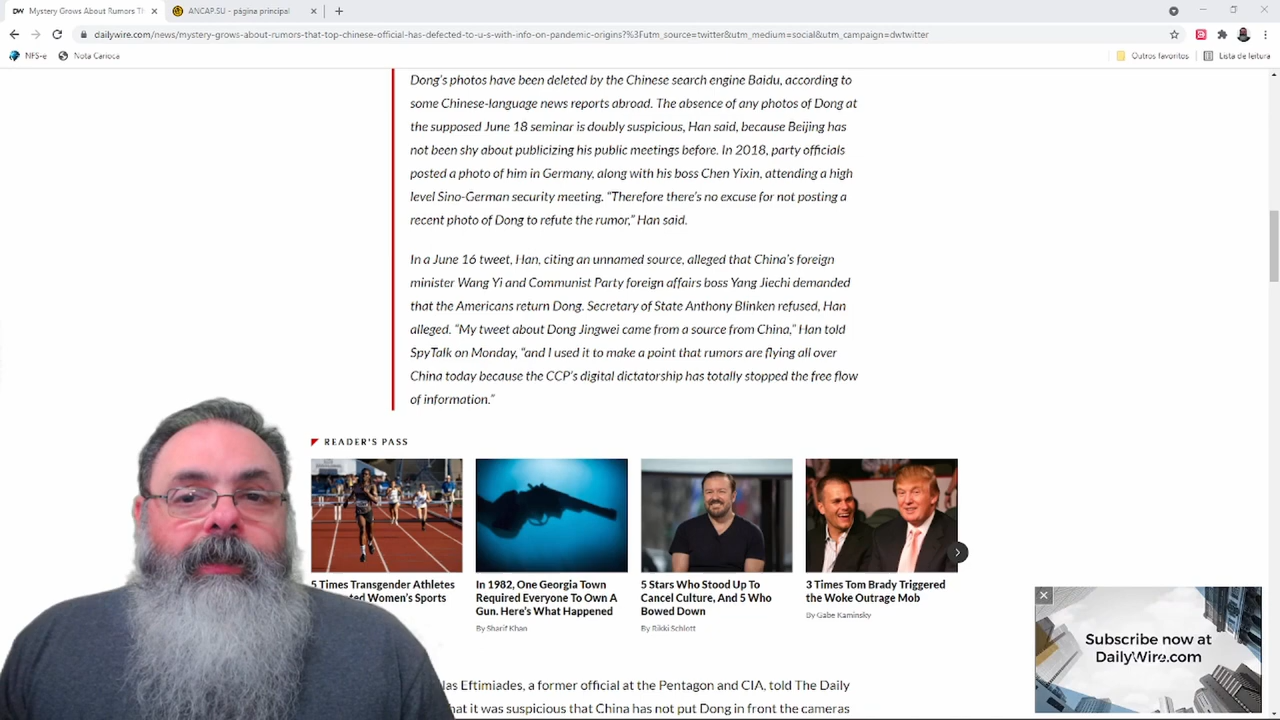 Mystery Grows About Rumors Th
ANCAP.SU - página principal
dailywire.com/news/mystery-grows-about-rumors-that-top-chinese-official-has-defected-to-u-s-with-info-on-pandemic-origins?%3Futm_source=twitter&utm_medium=social&utm_campaign=dwtwitter
NFS-e
Nota Carioca
Outros favoritos
Lista de leitura
Dong's photos have been deleted by the Chinese search engine Baidu, according to
some Chinese-language news reports abroad. The absence of any photos of Dong at
the supposed June 18 seminar is doubly suspicious, Han said, because Beijing has
not been shy about publicizing his public meetings before. In 2018, party officials
posted a photo of him in Germany, along with his boss Chen Yixin, attending a high
level Sino-German security meeting. “Therefore there's no excuse for not posting a
recent photo of Dong to refute the rumor,” Han said.
In a June 16 tweet, Han, citing an unnamed source, alleged that China's foreign
minister Wang Yi and Communist Party foreign affairs boss Yang Jiechi demanded
that the Americans return Dong. Secretary of State Anthony Blinken refused, Han
alleged. “My tweet about Dong Jingwei came from a source from China,” Han told
SpyTalk on Monday, “and I used it to make a point that rumors are flying all over
China today because the CCP's digital dictatorship has totally stopped the free flow
of information.”
READER'S PASS
5 Times Transgender Athletes
ted Women's Sports
In 1982, One Georgia Town
Required Everyone To Own A
Gun. Here's What Happened
By Sharif Khan
5 Stars Who Stood Up To
Cancel Culture, And 5 Who
Bowed Down
By Rikki Schlott
3 Times Tom Brady Triggered
the Woke Outrage Mob
By Gabe Kaminsky
Subscribe now at
DailyWire.com
las Eftimiades, a former official at the Pentagon and CIA, told The Daily
hat it was suspicious that China has not put Dong in front the cameras